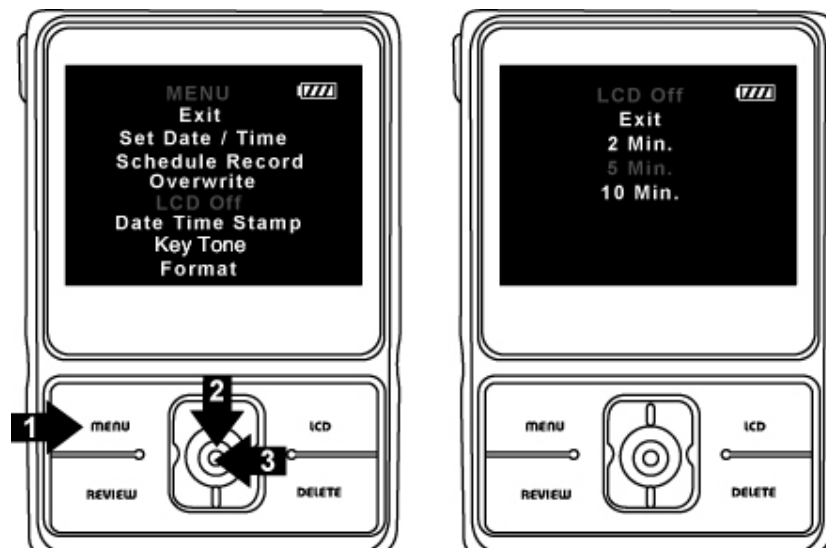 MENU
Exit
Set Date / Time
Schedule Record
Overwrite
LCD Off
Date Time Stamp
Key Tone
Format
1
2
3
MENU
LCD
REVIEW
DELETE
LCD Off
Exit
2 Min.
5 Min.
10 Min.
MENU
LCD
REVIEW
DELETE